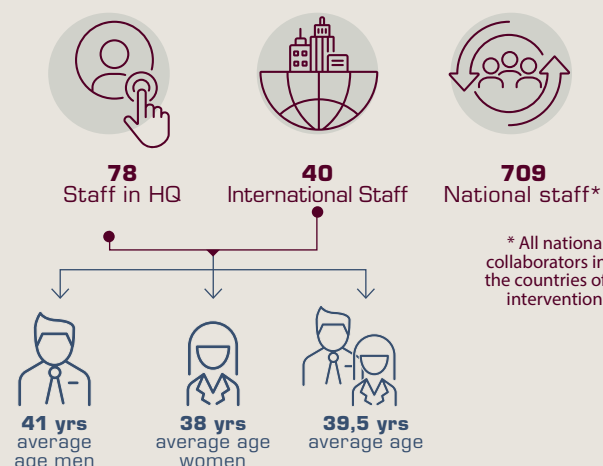 78
Staff in HQ
40
International Staff
709
National staff*
* All national
collaborators in
the countries of
intervention
41 yrs
average
age men
38 yrs
average age
women
39,5 yrs
average age